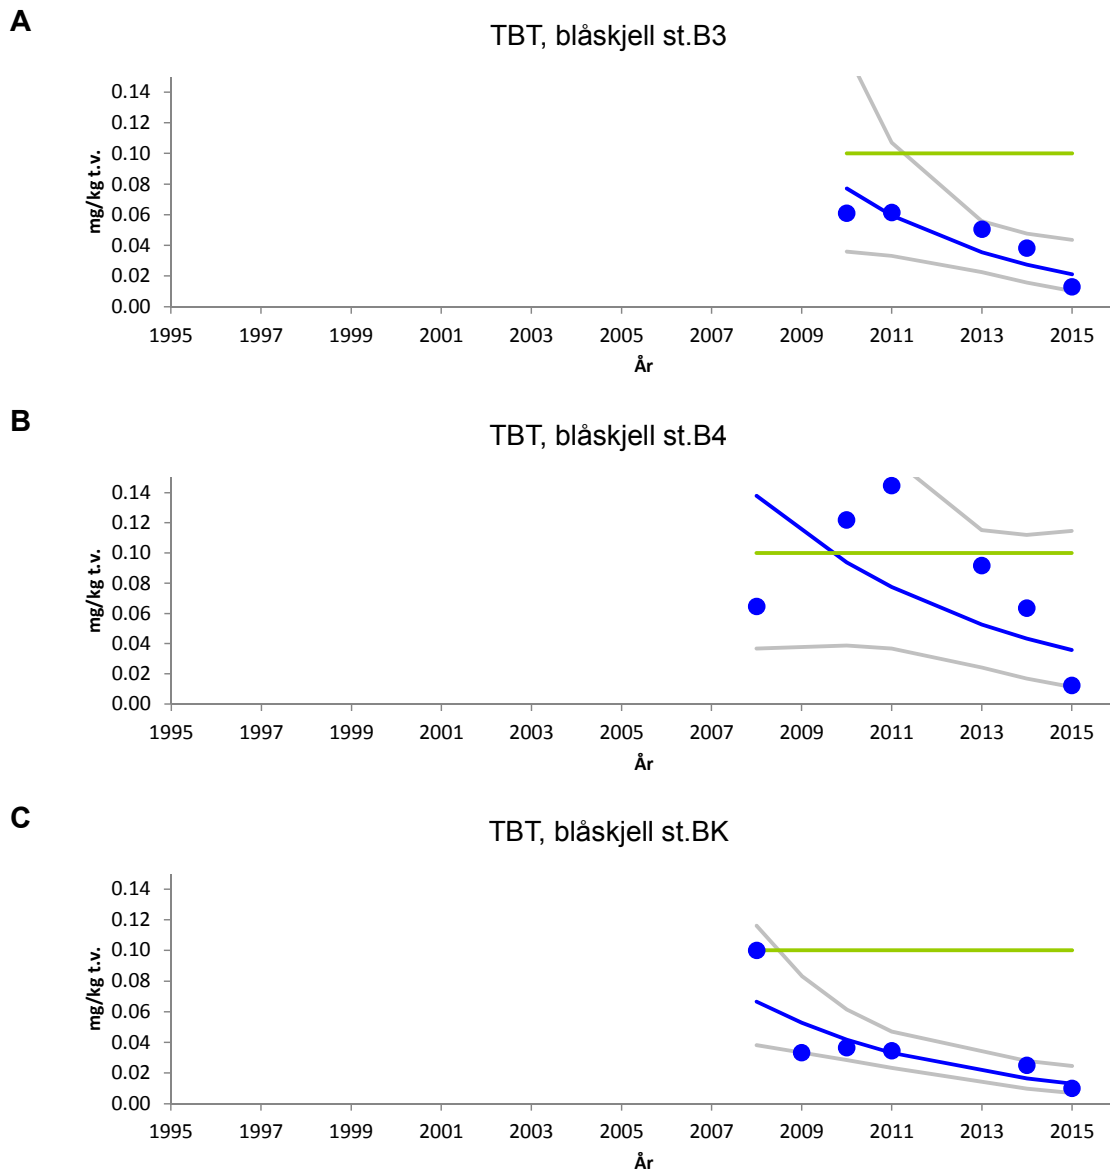 A
TBT, blåskjell st.B3
mg/kg t.v.
0.14
0.12
0.10
0.08
0.06
0.04
0.02
0.00
1995 1997 1999 2001 2003 2005 2007 2009 2011 2013 2015
År
B
TBT, blåskjell st.B4
mg/kg t.v.
0.14
0.12
0.10
0.08
0.06
0.04
0.02
0.00
1995 1997 1999 2001 2003 2005 2007 2009 2011 2013 2015
År
C
TBT, blåskjell st.BK
mg/kg t.v.
0.14
0.12
0.10
0.08
0.06
0.04
0.02
0.00
1995 1997 1999 2001 2003 2005 2007 2009 2011 2013 2015
År